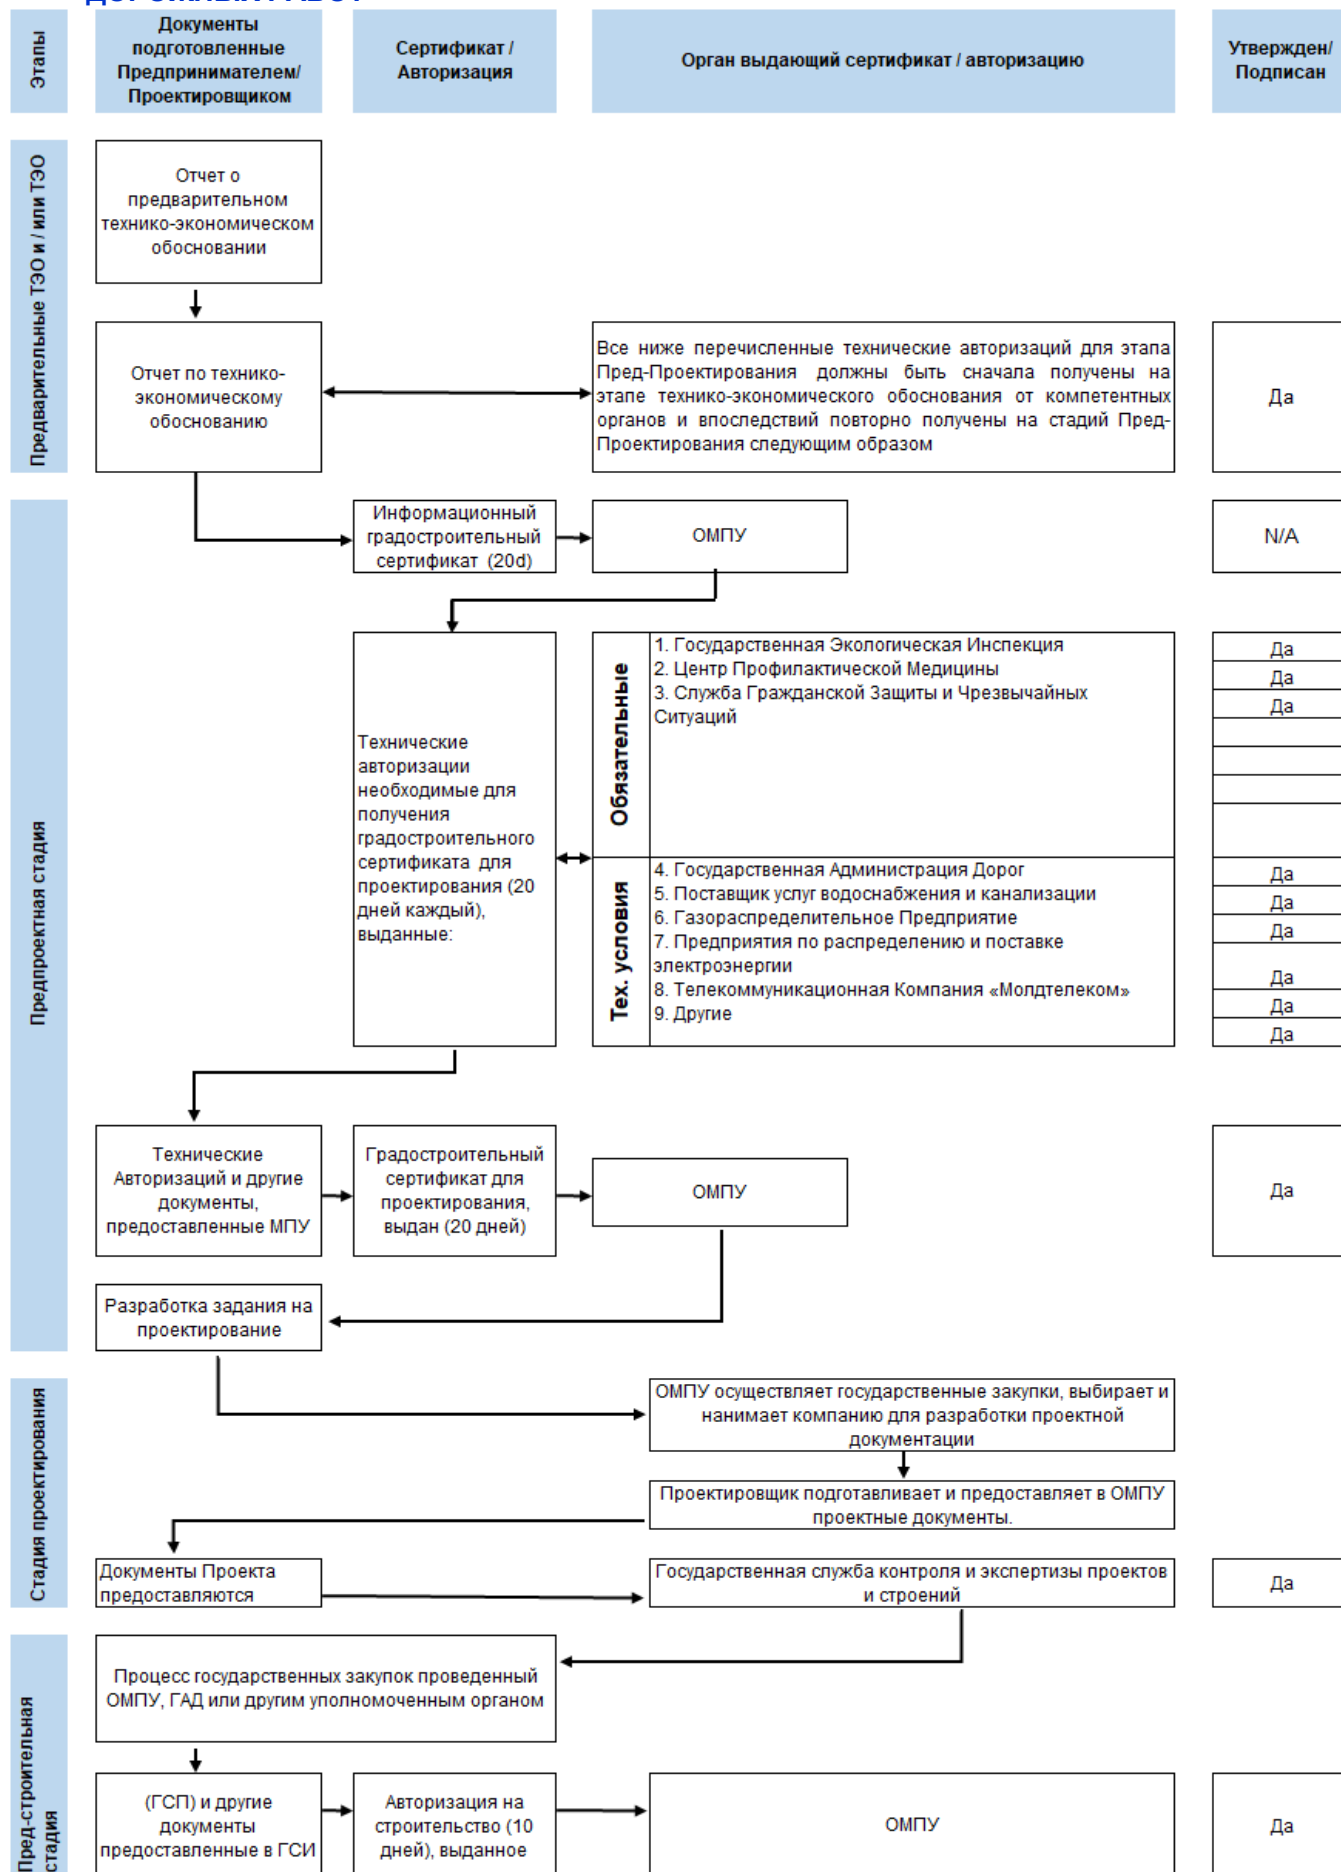 ДОРОЖНЫХ РАБОТ
Этапы
Документы
подготовленные
Предпринимателем/
Проектировщиком
Сертификат /
Авторизация
Орган выдающий сертификат / авторизацию
Утвержден/
Подписан
Предварительные ТЭО и / или ТЭО
Отчет о
предварительном
технико-экономическом
обосновании
Отчет по технико-
экономическому
обоснованию
Все ниже перечисленные технические авторизаций для этапа
Пред-Проектирования должны быть сначала получены на
этапе технико-экономического обоснования от компетентных
органов и впоследствий повторно получены на стадий Пред-
Проектирования следующим образом
Да
Предпроектная стадия
Информационный
градостроительный
сертификат (20d)
ОМПУ
N/A
Технические
авторизации
необходимые для
получения
градостроительного
сертификата для
проектирования (20
дней каждый),
выданные:
Обязательные
1. Государственная Экологическая Инспекция
2. Центр Профилактической Медицины
3. Служба Гражданской Защиты и Чрезвычайных
Ситуаций
Да
Да
Да
Тех. условия
4. Государственная Администрация Дорог
5. Поставщик услуг водоснабжения и канализации
6. Газораспределительное Предприятие
7. Предприятия по распределению и поставке
электроэнергии
8. Телекоммуникационная Компания «Молдтелеком»
9. Другие
Да
Да
Да
Да
Да
Да
Технические
Авторизаций и другие
документы,
предоставленные МПУ
Градостроительный
сертификат для
проектирования,
выдан (20 дней)
ОМПУ
Да
Разработка задания на
проектирование
Стадия проектирования
ОМПУ осуществляет государственные закупки, выбирает и
нанимает компанию для разработки проектной
документации
Проектировщик подготавливает и предоставляет в ОМПУ
проектные документы.
Документы Проекта
предоставляются
Государственная служба контроля и экспертизы проектов
и строений
Да
Пред-строительная
стадия
Процесс государственных закупок проведенный
ОМПУ, ГАД или другим уполномоченным органом
(ГСП) и другие
документы
предоставленные в ГСИ
Авторизация на
строительство (10
дней), выданное
ОМПУ
Да